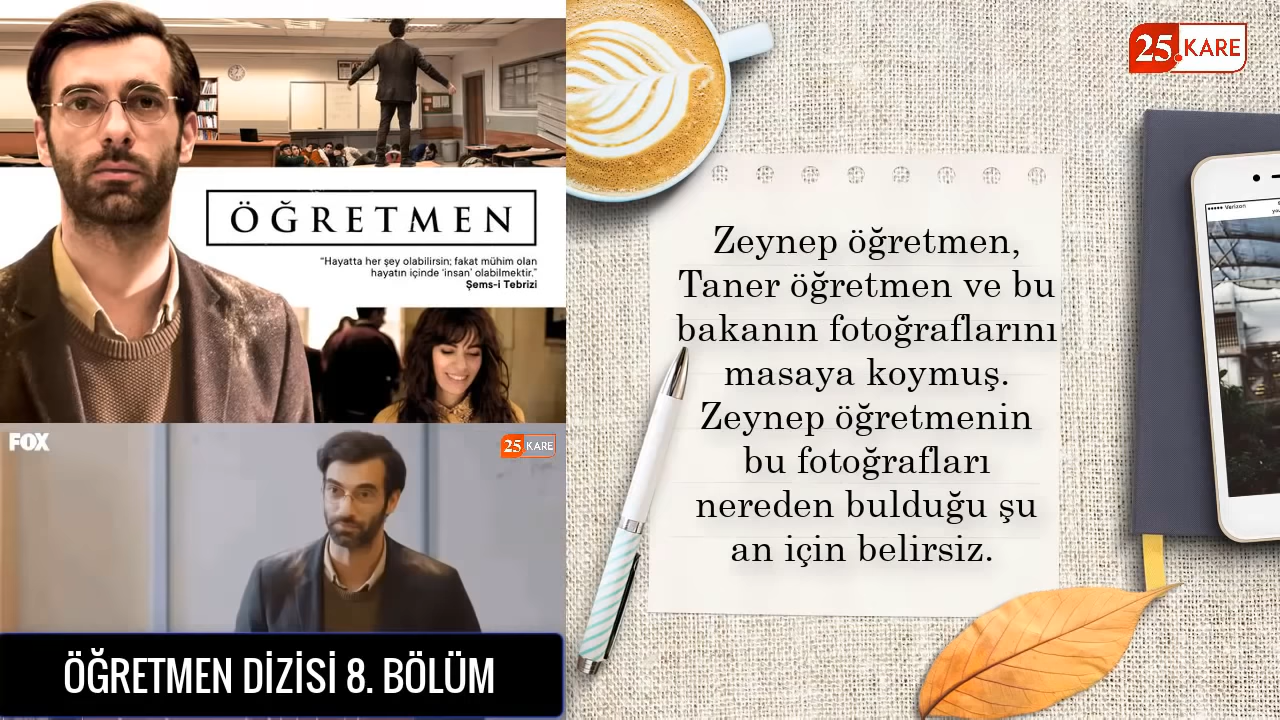 ÖĞRETMEN
“Hayatta her şey olabilirsin; fakat mühim olan
hayatın içinde ‘insan’ olabilmektir.”
Şems-i Tebrizi
FOX
25 KARE
ÖĞRETMEN DİZİSİ 8. BÖLÜM
25. KARE
Zeynep öğretmen,
Taner öğretmen ve bu
bakanın fotoğraflarını
masaya koymuş.
Zeynep öğretmenin
bu fotoğrafları
nereden bulduğu şu
an için belirsiz.
Verizon